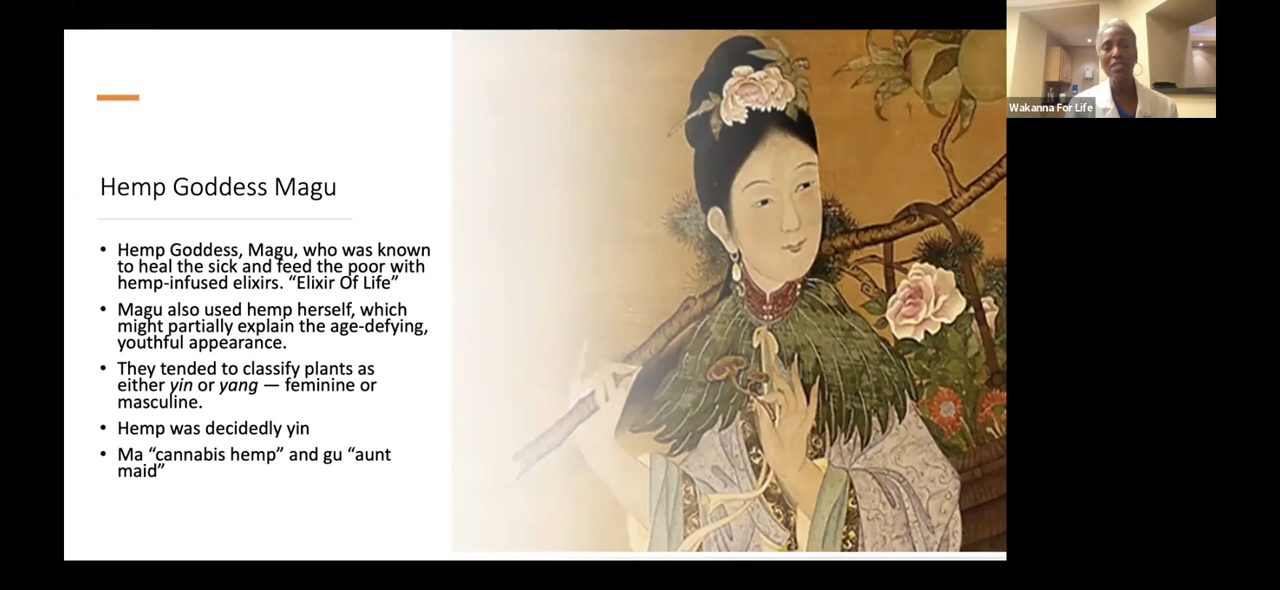 Hemp Goddess Magu
• Hemp Goddess, Magu, who was known
to heal the sick and feed the poor with
hemp-infused elixirs. “Elixir Of Life”
• Magu also used hemp herself, which
might partially explain the age-defying,
youthful appearance.
• They tended to classify plants as
either yin or yang — feminine or
masculine.
• Hemp was decidedly yin
• Ma “cannabis hemp” and gu “aunt
maid”
Wakanna For Life